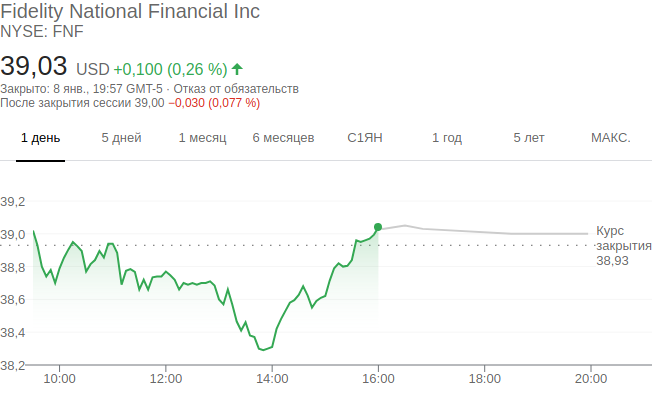 Fidelity National Financial Inc
NYSE: FNF
39,03 USD +0,100 (0,26 %)
Закрыто: 8 янв., 19:57 GMT-5 · Отказ от обязательств
После закрытия сессии 39,00 −0,030 (0,077 %)
1 день 5 дней 1 месяц 6 месяцев С1ЯН 1 год 5 лет МАКС.
39,2
39,0
38,8
38,6
38,4
38,2
Курс
закрытия
38,93
10:00 12:00 14:00 16:00 18:00 20:00